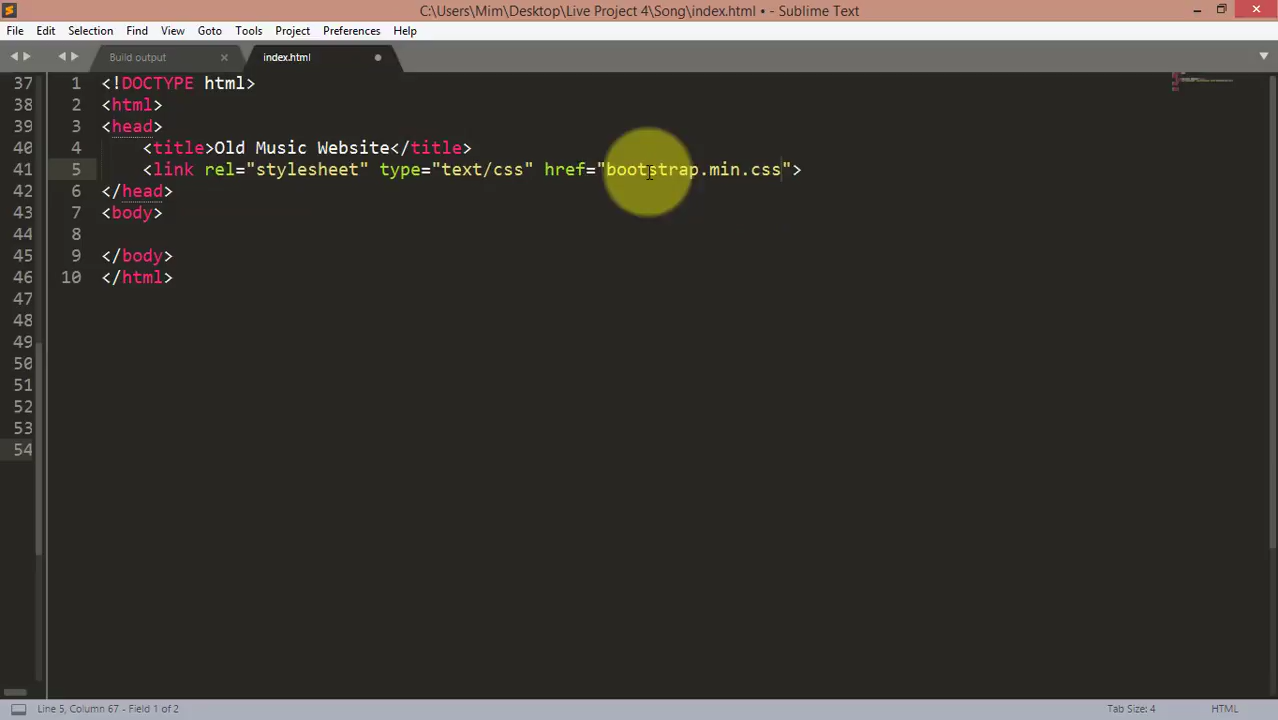 C:\Users\Mim\Desktop\Live Project 4\Song\index.html • - Sublime Text
File Edit Selection Find View Goto Tools Project Preferences Help
Build output × index.html
37 1 <!DOCTYPE html>
38 2 <html>
39 3 <head>
40 4 <title>Old Music Website</title>
41 5 <link rel="stylesheet" type="text/css" href="bootstrap.min.css">
42 6 </head>
43 7 <body>
44 8
45 9 </body>
46 10 </html>
47
48
49
50
51
52
53
54
Line 5, Column 67 - Field 1 of 2 Tab Size: 4 HTML